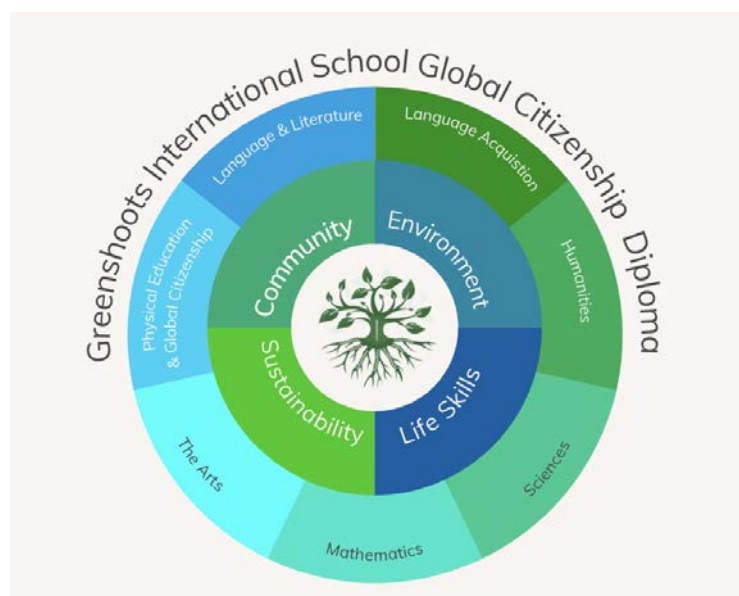 Greenshoots International School Global Citizenship Diploma
Language & Literature
Language Acquistion
Humanities
Sciences
Mathematics
The Arts
Physical Education
& Global Citizenship
Community
Environment
Life Skills
Sustainability